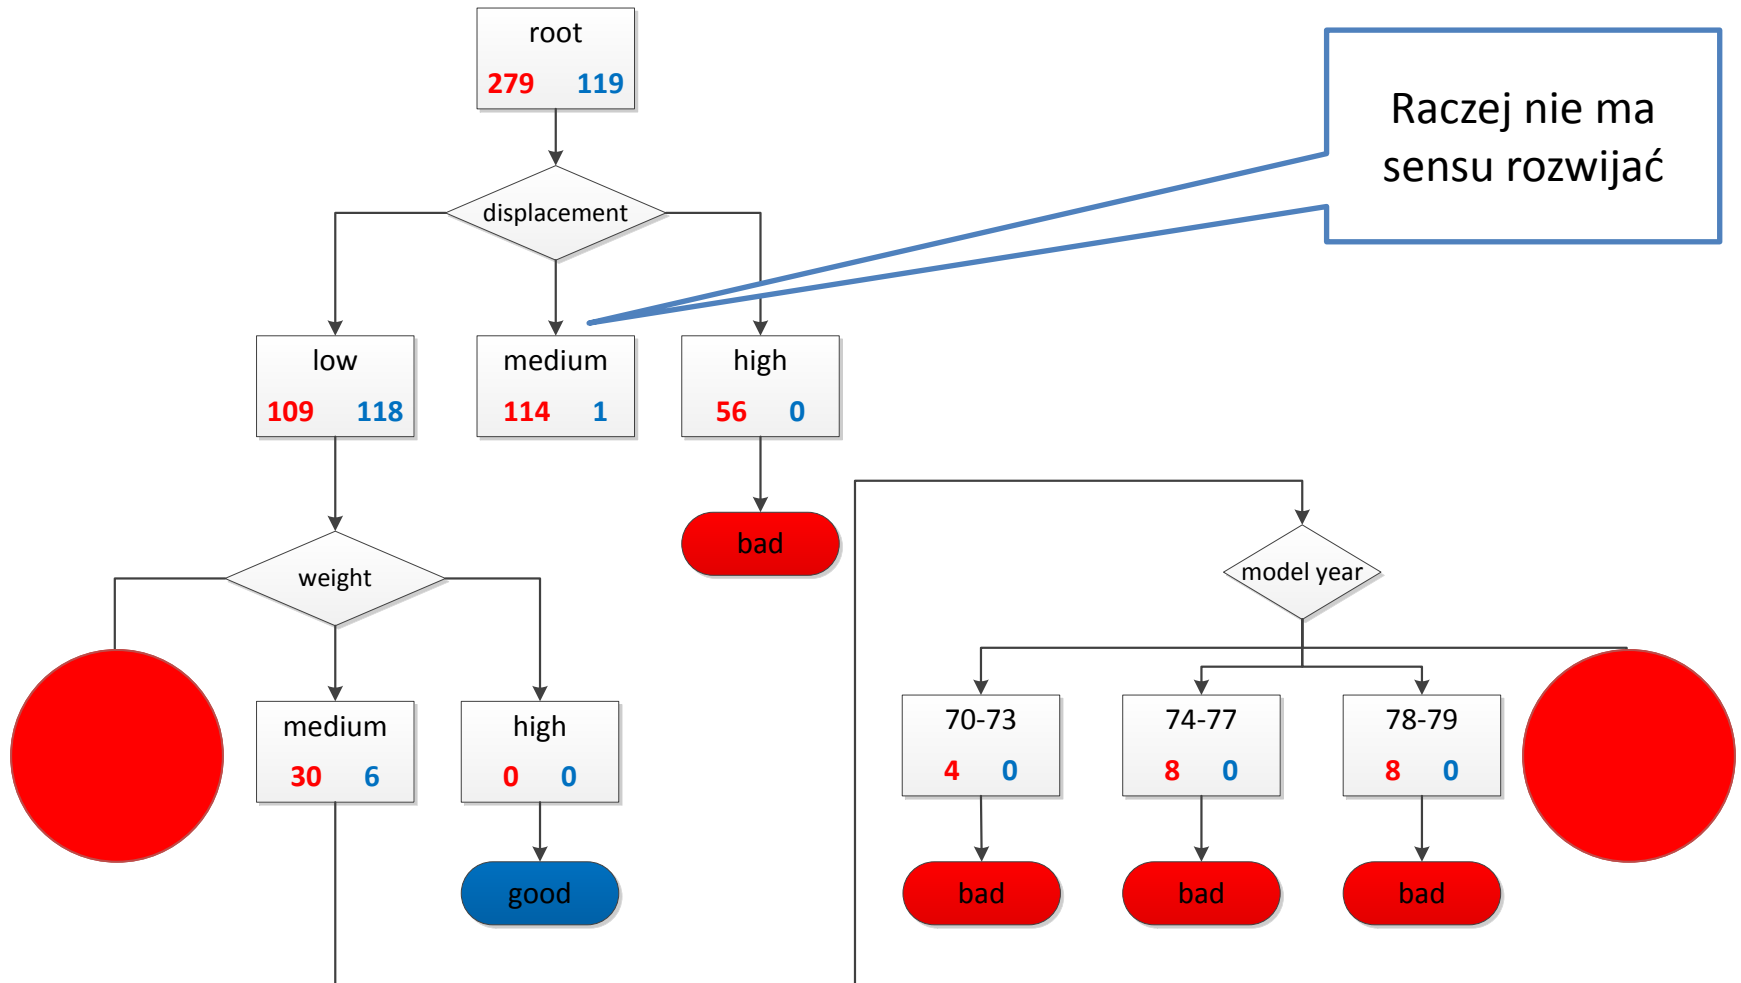 root
279 119
Raczej nie ma
sensu rozwijać
displacement
low
109 118
medium
114 1
high
56 0
bad
weight
model year
medium
30 6
high
0 0
good
70-73
4 0
74-77
8 0
78-79
8 0
bad
bad
bad